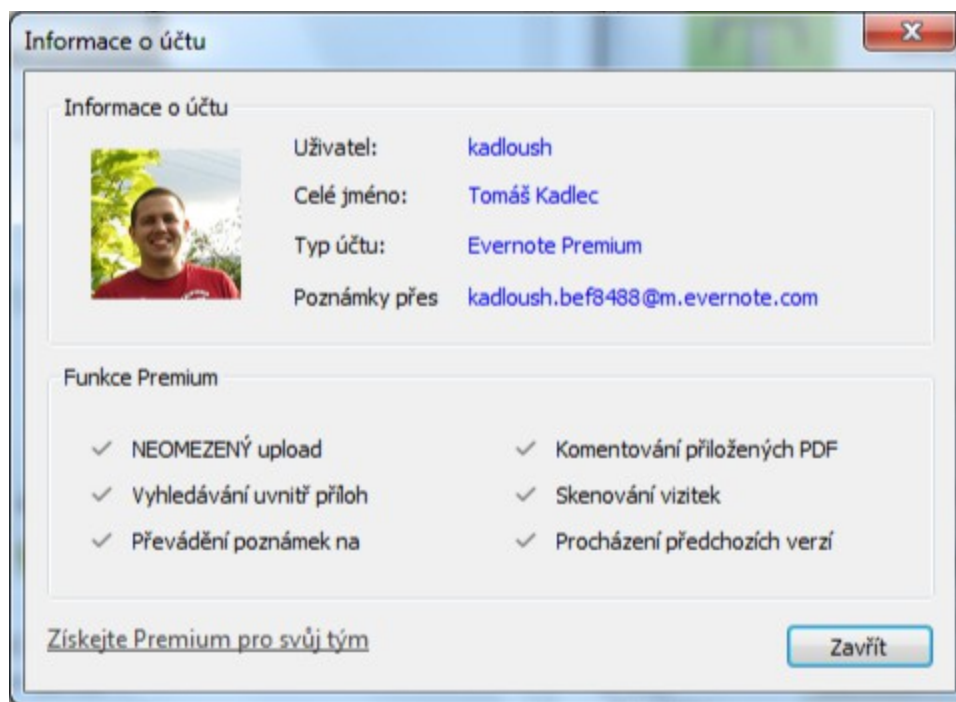 Informace o účtu
Informace o účtu
Uživatel: kadloush
Celé jméno: Tomáš Kadlec
Typ účtu: Evernote Premium
Poznámky přes kadloush.bef8488@m.evernote.com
Funkce Premium
NEOMEZENÝ upload
Komentování přiložených PDF
Vyhledávání uvnitř příloh
Skenování vizitek
Převádění poznámek na
Procházení předchozích verzí
Získejte Premium pro svůj tým
Zavřít